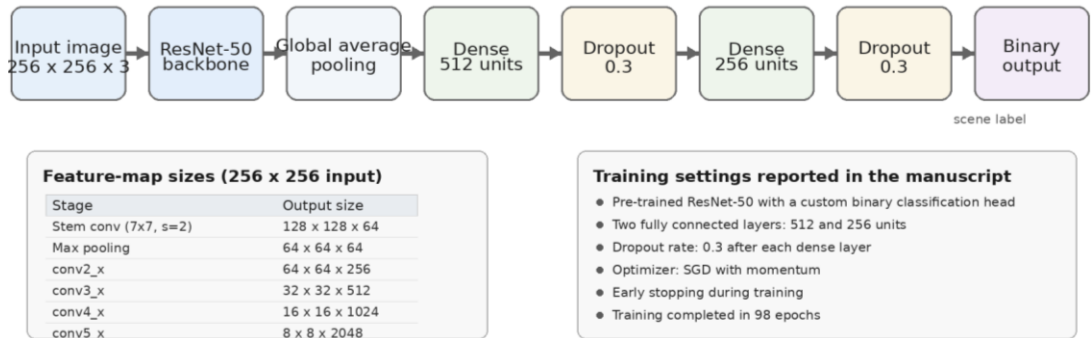 Input image
256 x 256 x 3
ResNet-50
backbone
Global average
pooling
Dense
512 units
Dropout
0.3
Dense
256 units
Dropout
0.3
Binary
output
scene label
Feature-map sizes (256 x 256 input)
Stage Output size
Stem conv (7x7, s=2) 128 x 128 x 64
Max pooling 64 x 64 x 64
conv2_x 64 x 64 x 256
conv3_x 32 x 32 x 512
conv4_x 16 x 16 x 1024
conv5_x 8 x 8 x 2048
Training settings reported in the manuscript
● Pre-trained ResNet-50 with a custom binary classification head
● Two fully connected layers: 512 and 256 units
● Dropout rate: 0.3 after each dense layer
● Optimizer: SGD with momentum
● Early stopping during training
● Training completed in 98 epochs